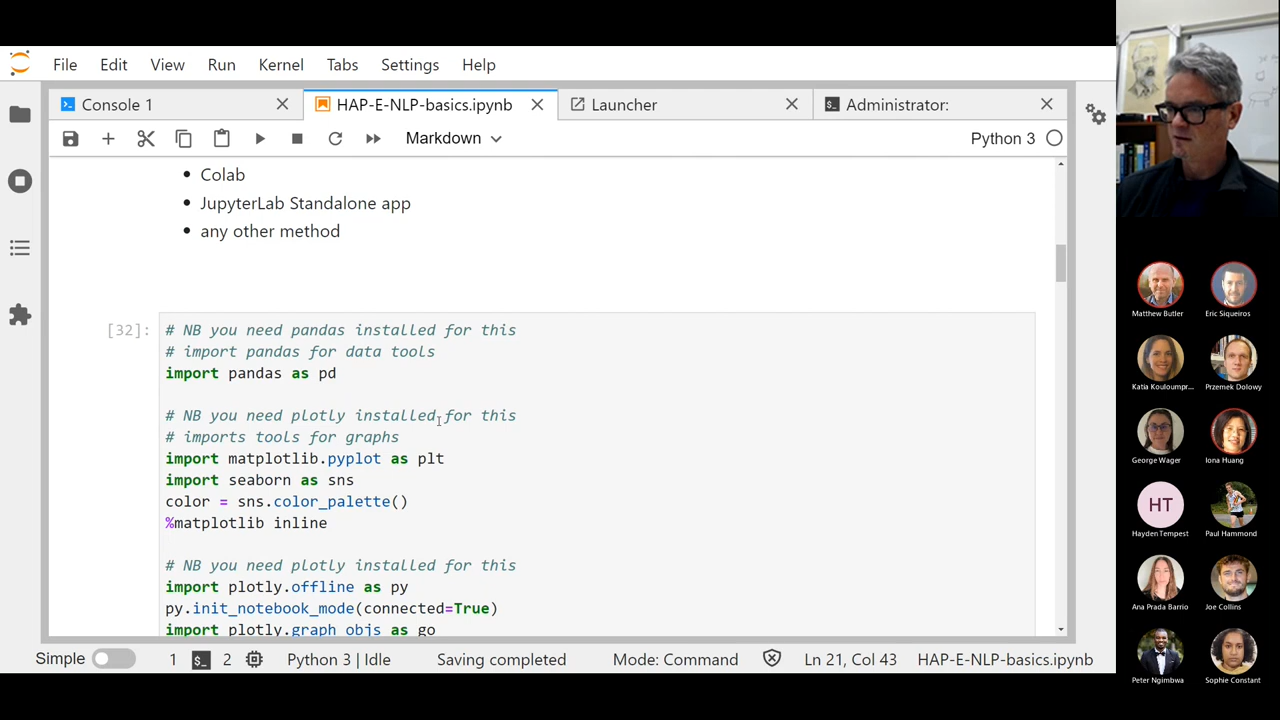 File Edit View Run Kernel Tabs Settings Help
Console 1 HAP-E-NLP-basics.ipynb Launcher Administrator:
Markdown Python 3
Colab
JupyterLab Standalone app
any other method
[32]: # NB you need pandas installed for this
# import pandas for data tools
import pandas as pd
# NB you need plotly installed for this
# imports tools for graphs
import matplotlib.pyplot as plt
import seaborn as sns
color = sns.color_palette()
%matplotlib inline
# NB you need plotly installed for this
import plotly.offline as py
py.init_notebook_mode(connected=True)
import plotly.graph_objs as go
Simple 1 2 Python 3 | Idle Saving completed Mode: Command Ln 21, Col 43 HAP-E-NLP-basics.ipynb
Matthew Butler Eric Siqueiros
Katia Kouloumpr... Przemek Dolowy
George Wager Iona Huang
HT
Hayden Tempest Paul Hammond
Ana Prada Barrio Joe Collins
Peter Ngimbwa Sophie Constant